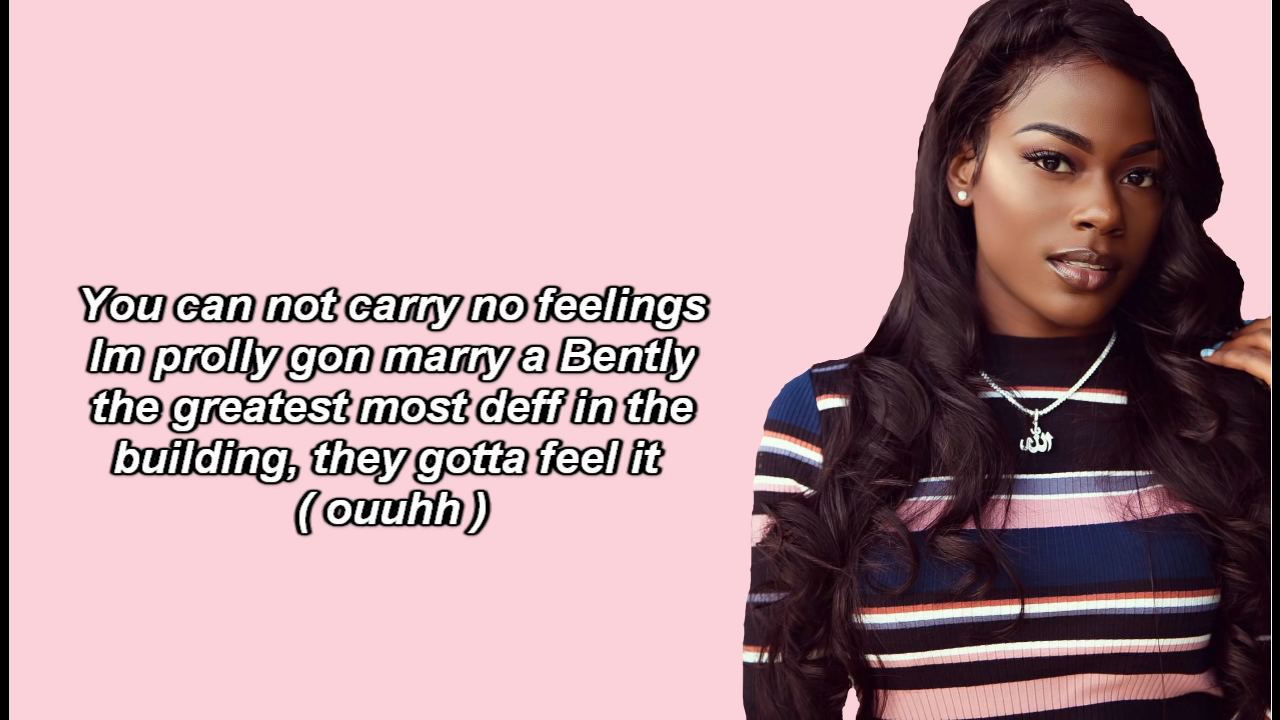 You can not carry no feelings
Im prolly gon marry a Bently
the greatest most deff in the
building, they gotta feel it
( ouuhh )
الله